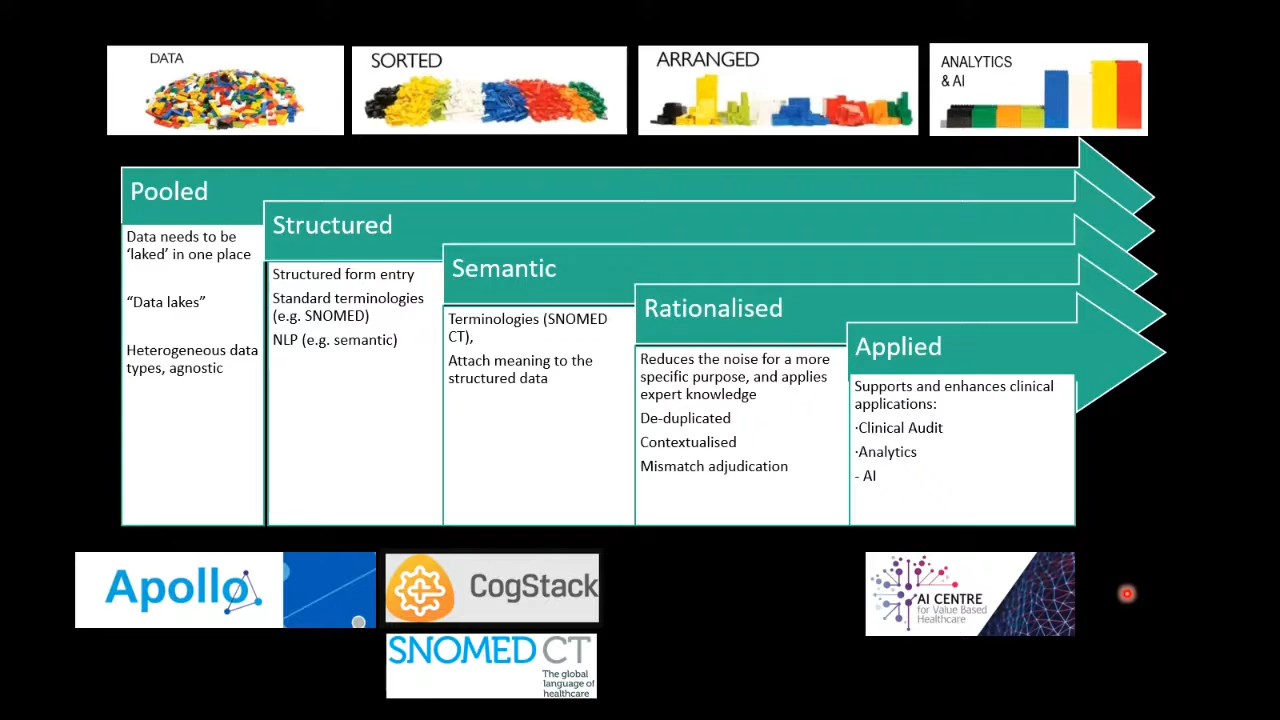 DATA
SORTED
ARRANGED
ANALYTICS
& AI
Pooled
Data needs to be
‘laked’ in one place
“Data lakes”
Heterogeneous data
types, agnostic
Structured
Structured form entry
Standard terminologies
(e.g. SNOMED)
NLP (e.g. semantic)
Semantic
Terminologies (SNOMED
CT),
Attach meaning to the
structured data
Rationalised
Reduces the noise for a more
specific purpose, and applies
expert knowledge
De-duplicated
Contextualised
Mismatch adjudication
Applied
Supports and enhances clinical
applications:
·Clinical Audit
·Analytics
- AI
Apollo
CogStack
SNOMED CT
The global
language of
healthcare
AI CENTRE
for Value Based
Healthcare